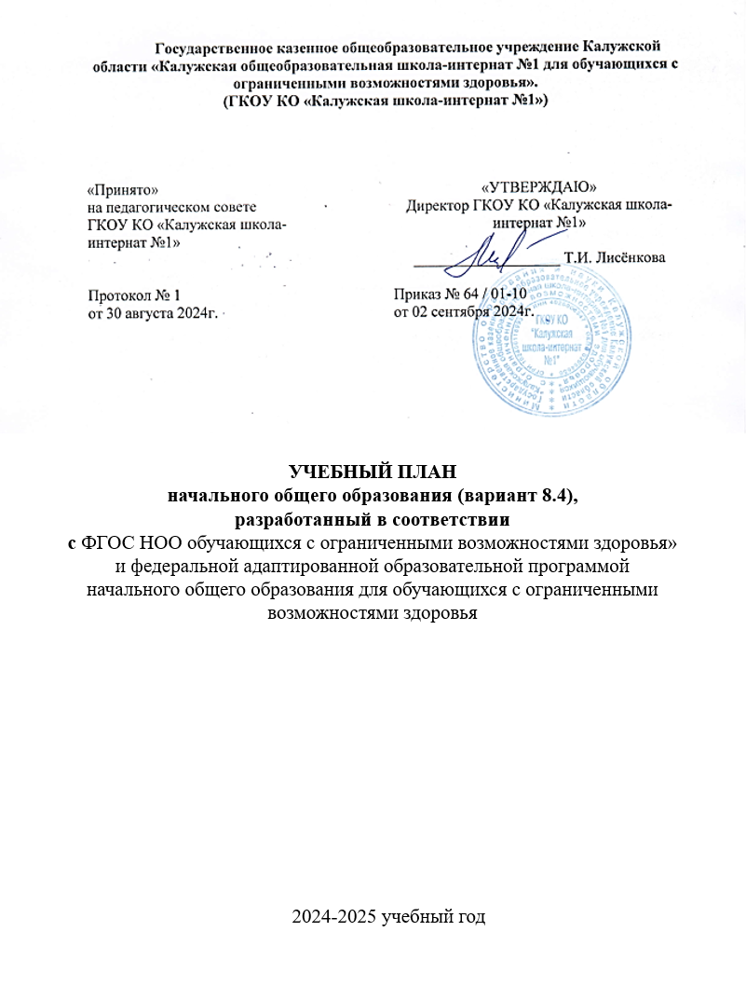 Государственное казенное общеобразовательное учреждение Калужской
области «Калужская общеобразовательная школа-интернат №1 для обучающихся с
ограниченными возможностями здоровья».
(ГКОУ КО «Калужская школа-интернат №1»)
«Принято»
на педагогическом совете
ГКОУ КО «Калужская школа-
интернат №1»
Протокол № 1
от 30 августа 2024г.
«УТВЕРЖДАЮ»
Директор ГКОУ КО «Калужская школа-
интернат №1»
Т.И. Лисёнкова
Приказ № 64 / 01-10
от 02 сентября 2024г.
ГКОУ КО
"Калужская
школа-интернат
№1"
УЧЕБНЫЙ ПЛАН
начального общего образования (вариант 8.4),
разработанный в соответствии
с ФГОС НОО обучающихся с ограниченными возможностями здоровья»
и федеральной адаптированной образовательной программой
начального общего образования для обучающихся с ограниченными
возможностями здоровья
2024-2025 учебный год